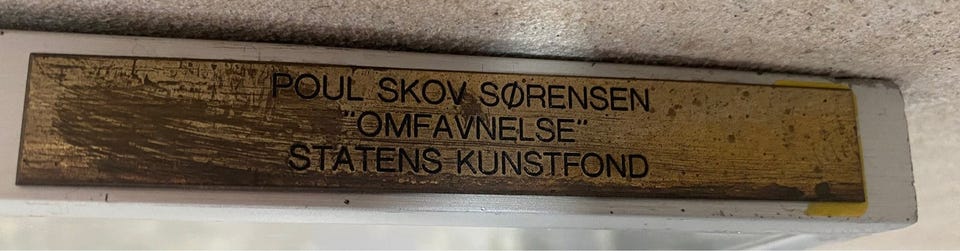 POUL SKOV SØRENSEN
"OMFAVNELSE"
STATENS KUNSTFOND